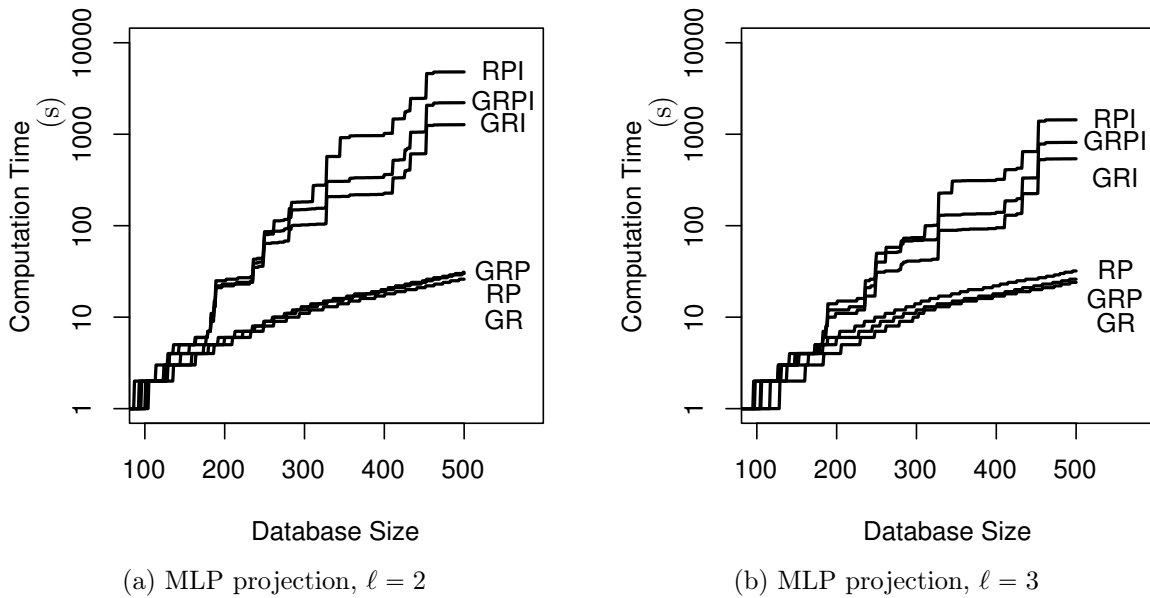 10000
1000
100
10
1
Computation Time
(s)
RPI
GRPI
GRI
GRP
RP
GR
100 200 300 400 500
Database Size
(a) MLP projection, ℓ = 2
10000
1000
100
10
1
Computation Time
(s)
RPI
GRPI
GRI
RP
GRP
GR
100 200 300 400 500
Database Size
(b) MLP projection, ℓ = 3